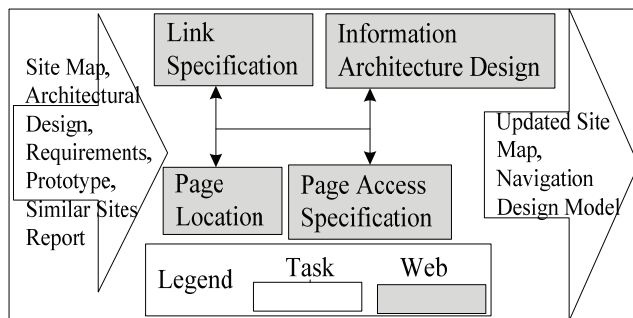 Site Map,
Architectural
Design,
Requirements,
Prototype,
Similar Sites
Report
Link
Specification
Information
Architecture Design
Page
Location
Page Access
Specification
Updated Site
Map,
Navigation
Design Model
Legend
Task
Web